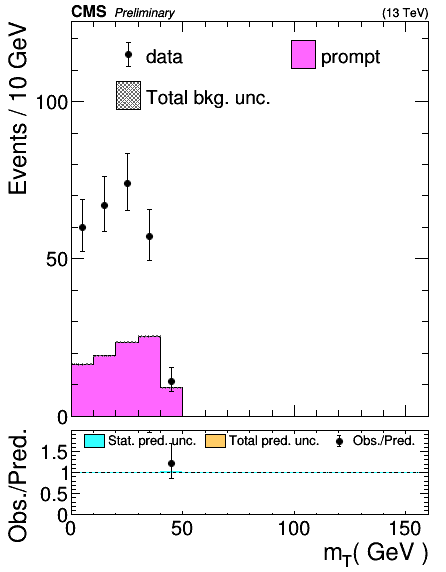 CMS Preliminary (13 TeV)
Events / 10 GeV
data prompt
Total bkg. unc.
100
50
0
Obs./Pred.
Stat. pred. unc. Total pred. unc. Obs./Pred.
1.5
1
0.5
0
0 50 100 150
m_T( GeV )